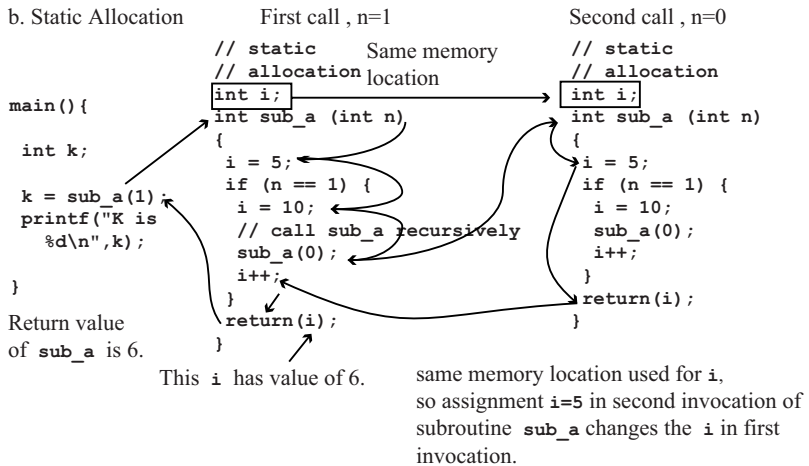 b. Static Allocation
First call , n=1
Second call , n=0
main(){
int k;
k = sub_a(1);
printf("K is
%d\n",k);
}
Return value
of sub_a is 6.
// static
// allocation
int i;
int sub_a (int n)
{
i = 5;
if (n == 1) {
i = 10;
// call sub_a recursively
sub_a(0);
i++;
}
return(i);
}
This i has value of 6.
Same memory
location
// static
// allocation
int i;
int sub_a (int n)
{
i = 5;
if (n == 1) {
i = 10;
sub_a(0);
i++;
}
return(i);
}
same memory location used for i,
so assignment i=5 in second invocation of
subroutine sub_a changes the i in first
invocation.